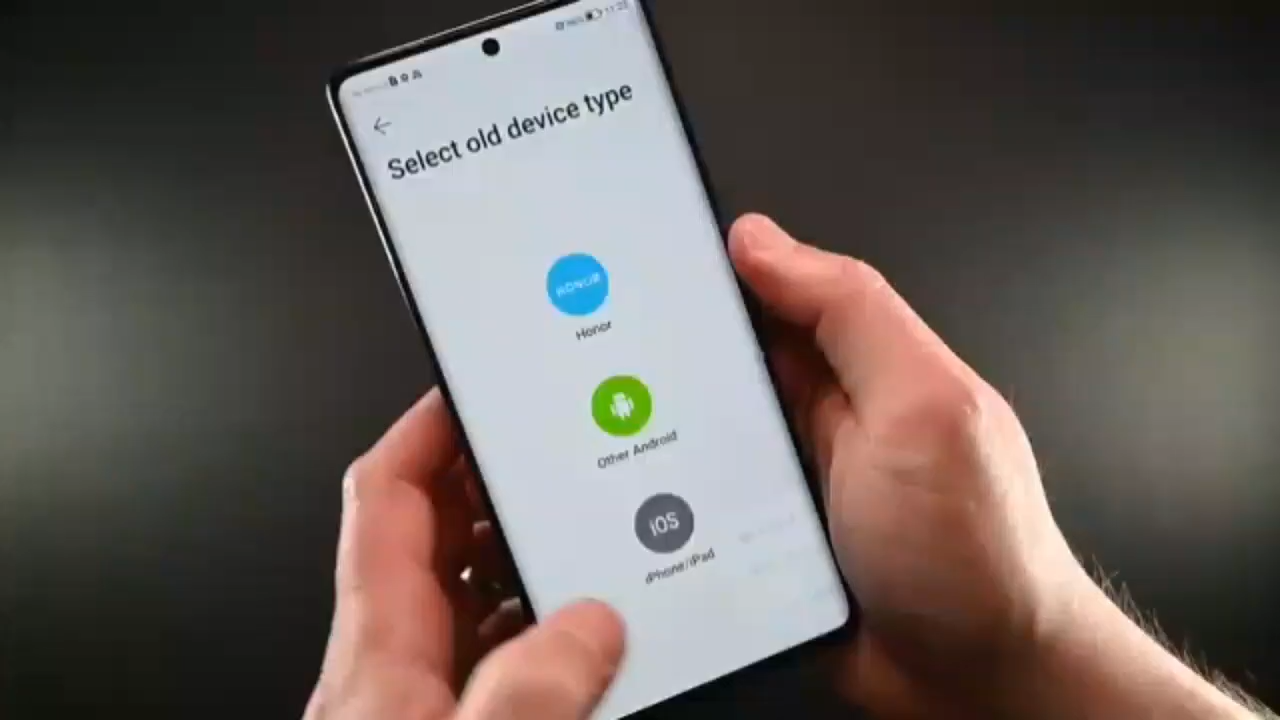 Select old device type
HONOR
Honor
Other Android
iOS
iPhone/iPad